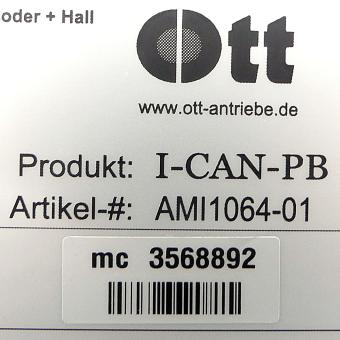 oder + Hall
Ott
www.ott-antriebe.de
Produkt: I-CAN-PB
Artikel-#: AMI1064-01
mc 3568892